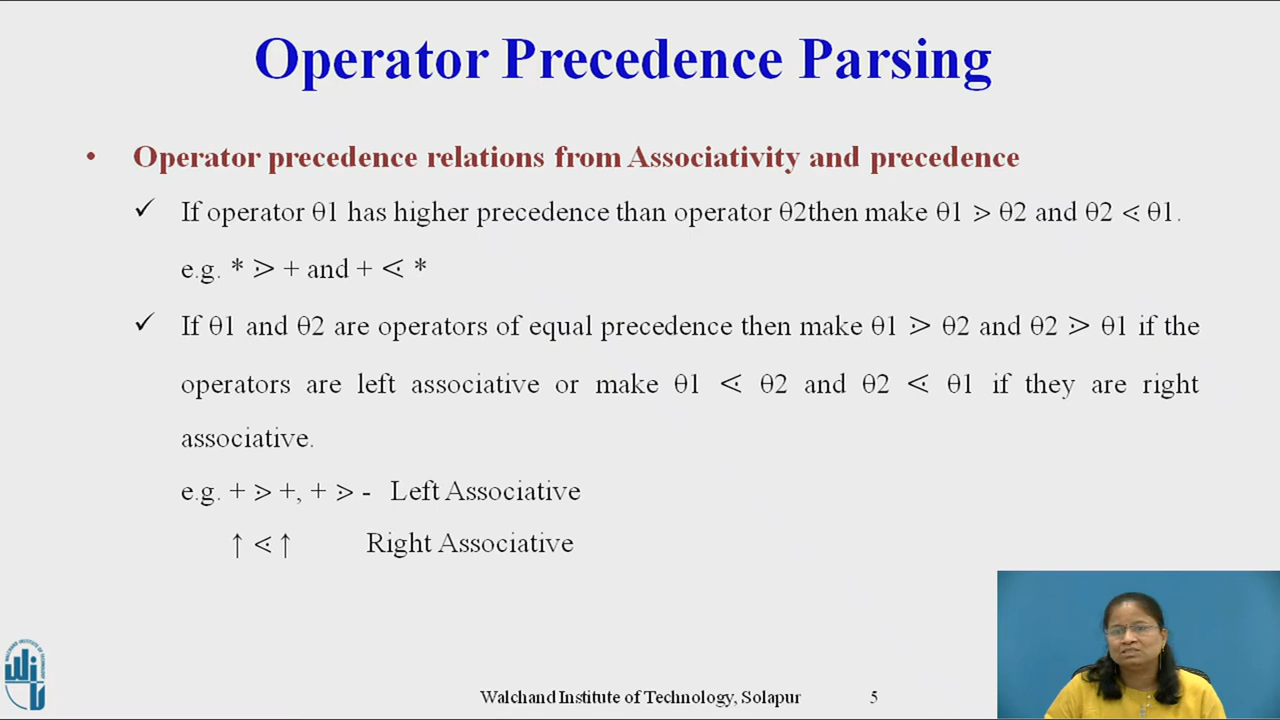 Operator Precedence Parsing
• Operator precedence relations from Associativity and precedence
✓ If operator θ1 has higher precedence than operator θ2then make θ1 ⋗ θ2 and θ2 ⋖ θ1.
e.g. * ⋗ + and + ⋖ *
✓ If θ1 and θ2 are operators of equal precedence then make θ1 ⋗ θ2 and θ2 ⋗ θ1 if the
operators are left associative or make θ1 ⋖ θ2 and θ2 ⋖ θ1 if they are right
associative.
e.g. + ⋗ +, + ⋗ - Left Associative
↑ ⋖ ↑ Right Associative
Walchand Institute of Technology, Solapur 5